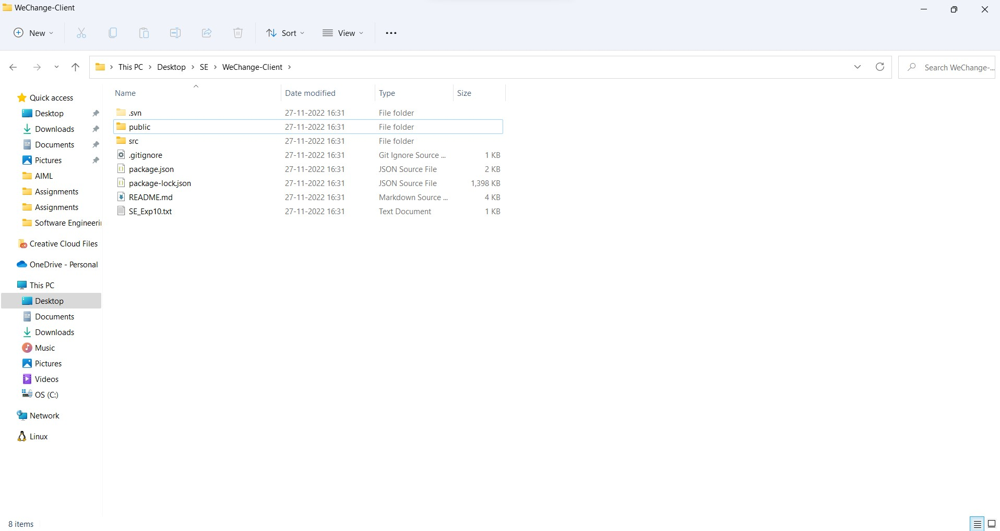 WeChange-Client
New Sort View
This PC > Desktop > SE > WeChange-Client >
Search WeChange-...
Name Date modified Type Size
Quick access
Desktop
Downloads
Documents
Pictures
AIML
Assignments
Assignments
Software Engineeri
Creative Cloud Files
OneDrive - Personal
This PC
Desktop
Documents
Downloads
Music
Pictures
Videos
OS (C:)
Network
Linux
.svn 27-11-2022 16:31 File folder
public 27-11-2022 16:31 File folder
src 27-11-2022 16:31 File folder
.gitignore 27-11-2022 16:31 Git Ignore Source ... 1 KB
package.json 27-11-2022 16:31 JSON Source File 2 KB
package-lock.json 27-11-2022 16:31 JSON Source File 1,398 KB
README.md 27-11-2022 16:31 Markdown Source ... 4 KB
SE_Exp10.txt 27-11-2022 16:31 Text Document 1 KB
8 items